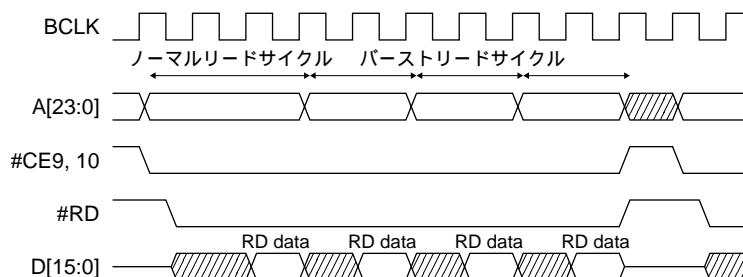 BCLK
ノーマルリードサイクル バーストリードサイクル
A[23:0]
#CE9, 10
#RD
RD data RD data RD data RD data
D[15:0]